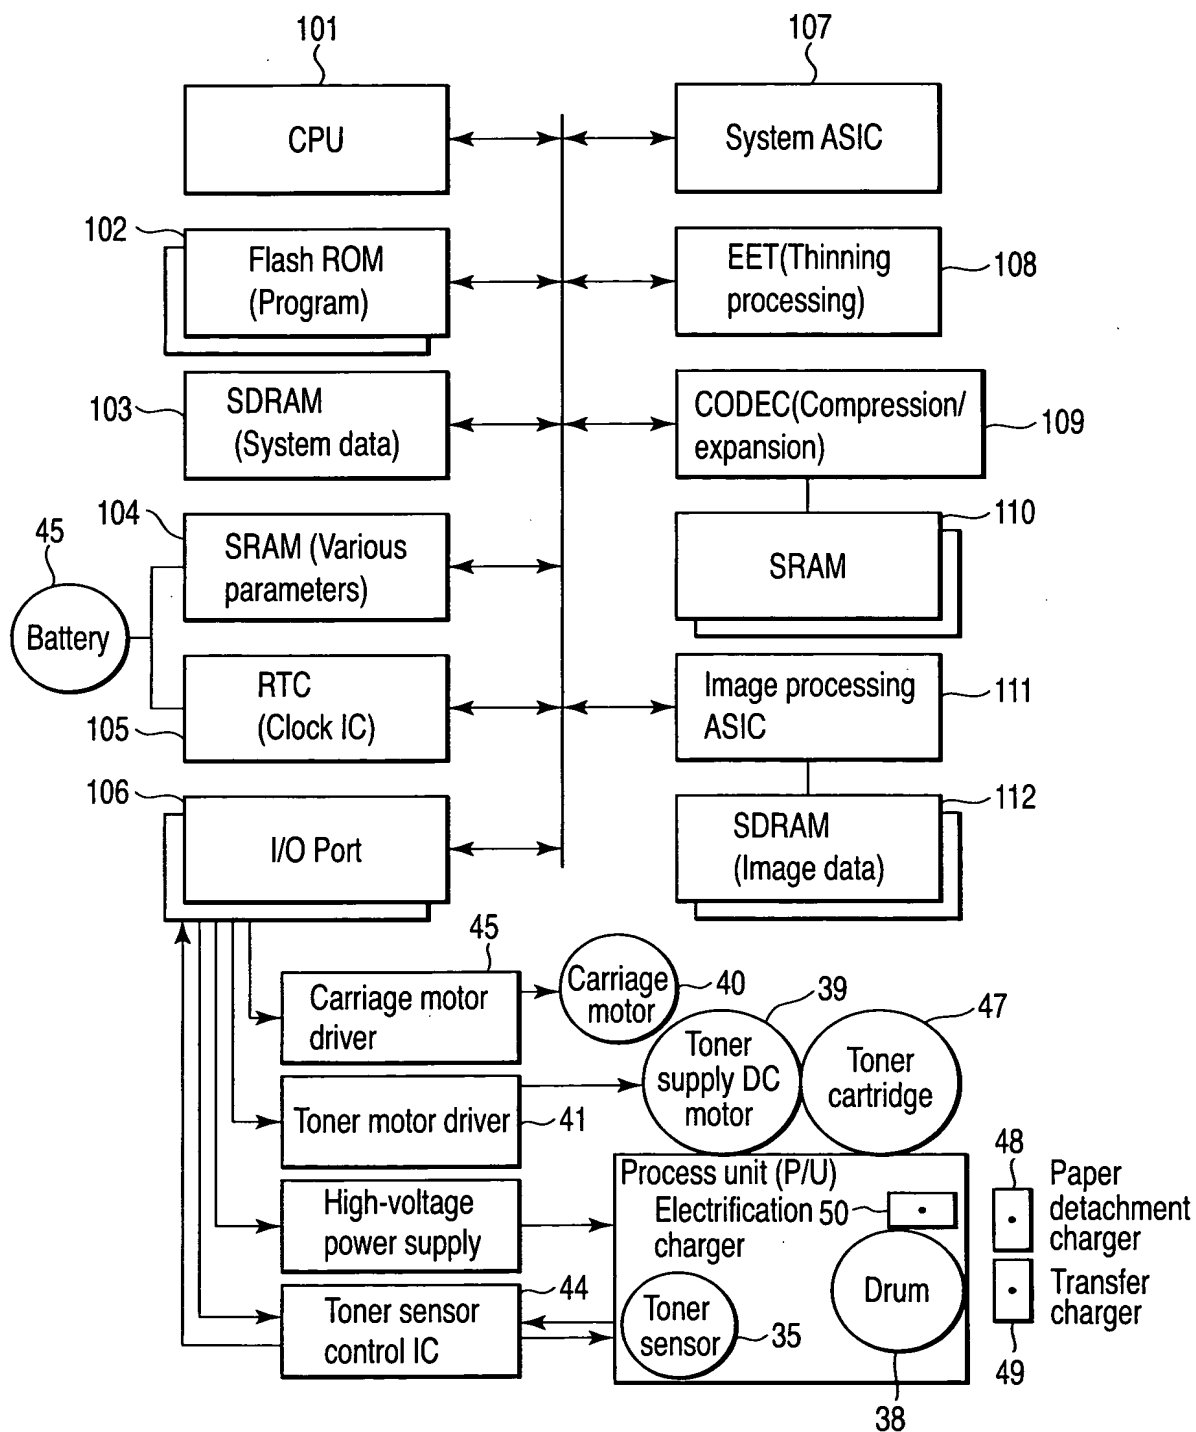 101
107
CPU
System ASIC
102
Flash ROM
(Program)
EET(Thinning
processing)
108
103
SDRAM
(System data)
CODEC(Compression/
expansion)
109
104
45
SRAM (Various
parameters)
110
SRAM
Battery
RTC
(Clock IC)
105
Image processing
ASIC
111
106
I/O Port
112
SDRAM
(Image data)
45
Carriage motor
driver
Carriage
motor
40
39
47
Toner
supply DC
motor
Toner
cartridge
Toner motor driver
41
Process unit (P/U)
48
Paper
detachment
charger
High-voltage
power supply
Electrification
charger
50
44
Toner sensor
control IC
Toner
sensor
35
Drum
Transfer
charger
49
38